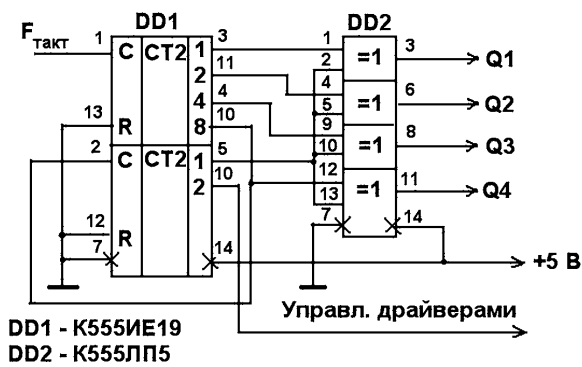 DD1
DD2
Fтакт
1
C
CT2
1
3
2
11
4
4
8
10
13
R
2
C
CT2
1
5
2
10
12
R
7
14
1
2
=1
3
Q1
4
5
=1
6
Q2
9
10
=1
8
Q3
12
13
=1
11
Q4
7
14
+5 В
Управл. драйверами
DD1 - К555ИЕ19
DD2 - К555ЛП5